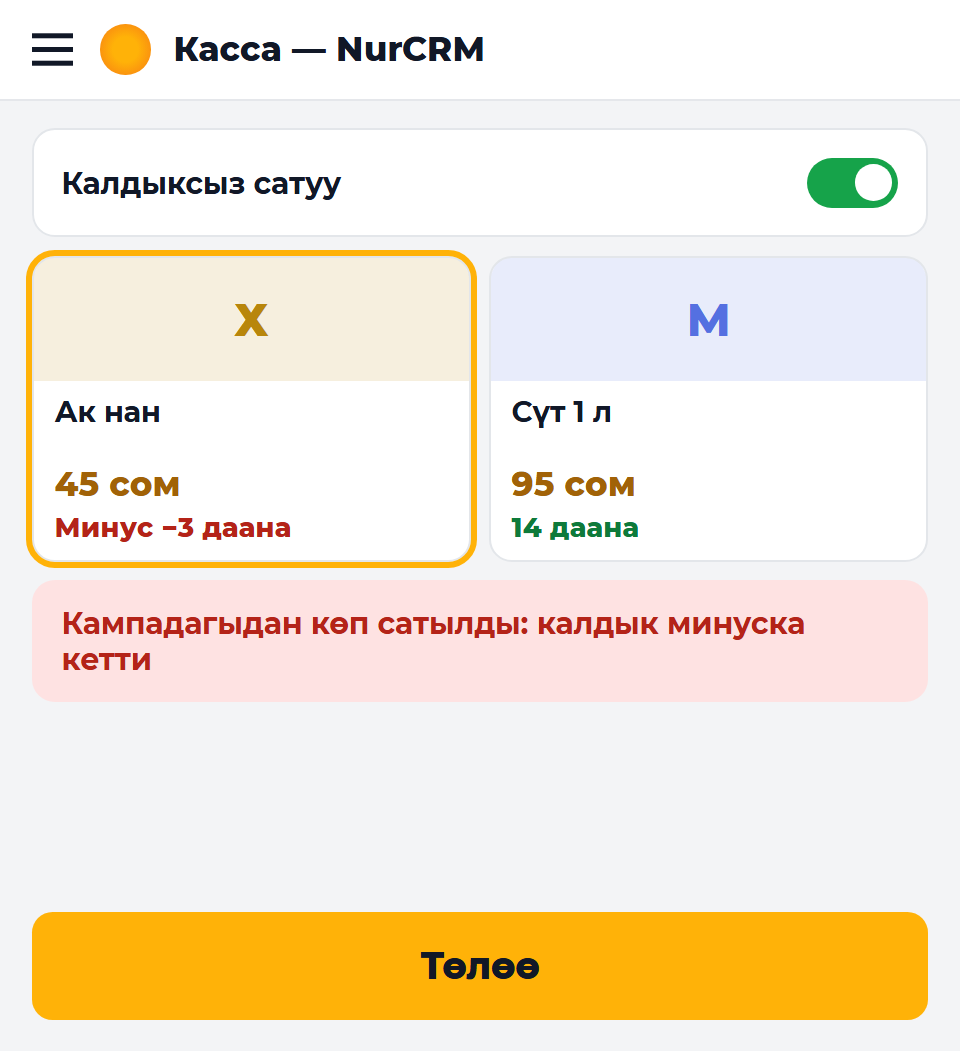 Касса — NurCRM
Калдыксыз сатуу
Х
М
Ак нан
Сүт 1 л
45 сом
95 сом
Минус −3 даана
14 даана
Кампадагыдан көп сатылды: калдык минуска
кетти
Төлөө